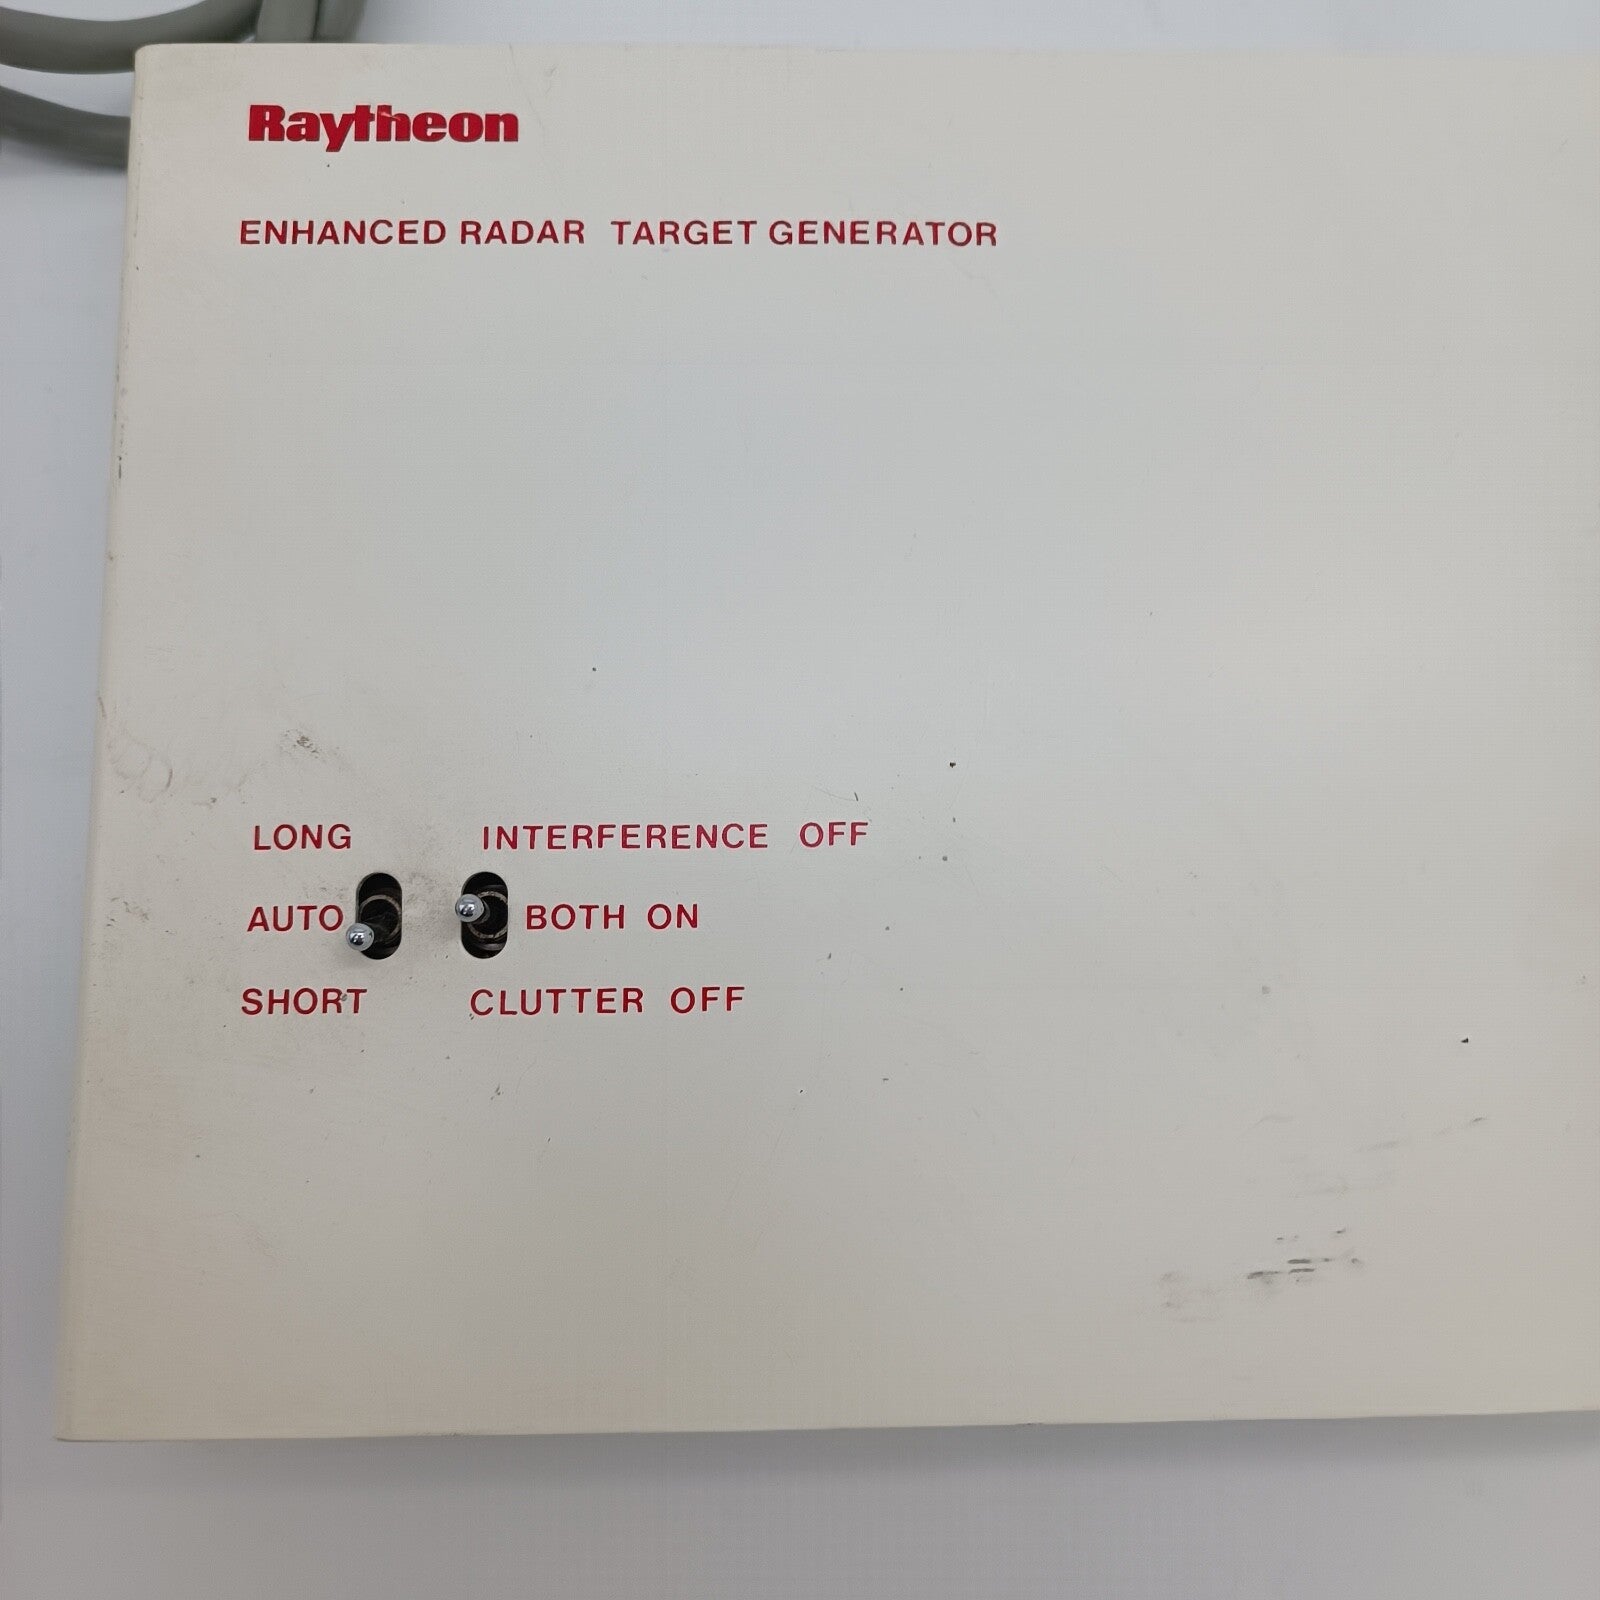 Raytheon
ENHANCED RADAR TARGET GENERATOR
LONG INTERFERENCE OFF
AUTO BOTH ON
SHORT CLUTTER OFF